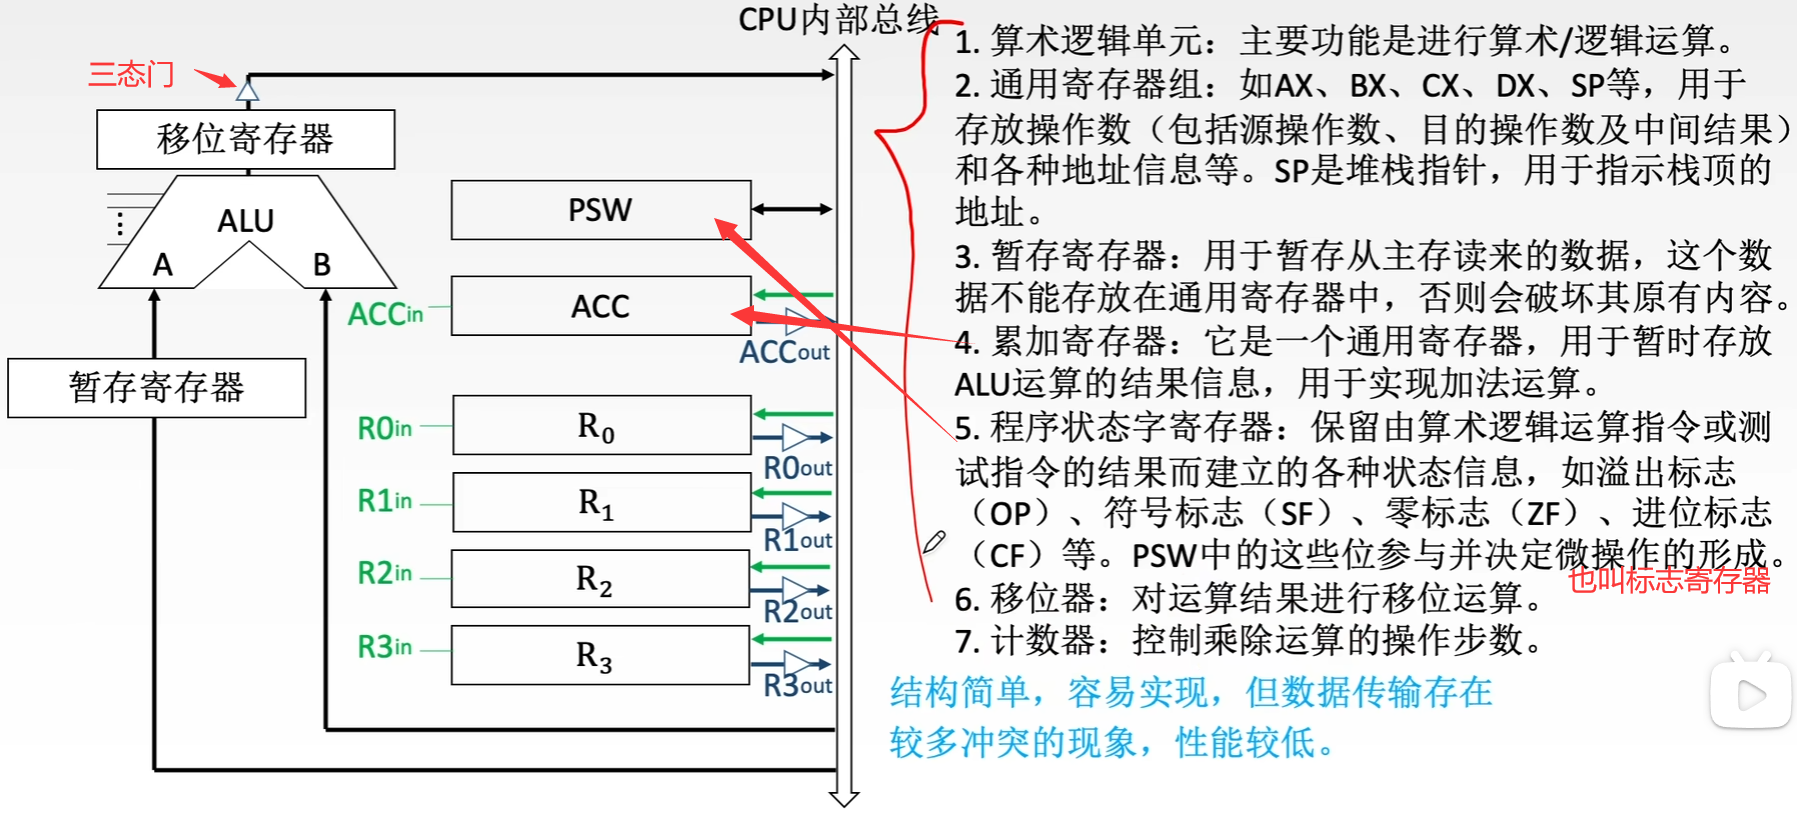 CPU内部总线
三态门
移位寄存器
ALU
A
B
暂存寄存器
PSW
ACCin
ACC
ACCout
R0in
R₀
R0out
R1in
R₁
R1out
R2in
R₂
R2out
R3in
R₃
R3out
1. 算术逻辑单元：主要功能是进行算术/逻辑运算。
2. 通用寄存器组：如AX、BX、CX、DX、SP等，用于
存放操作数（包括源操作数、目的操作数及中间结果）
和各种地址信息等。SP是堆栈指针，用于指示栈顶的
地址。
3. 暂存寄存器：用于暂存从主存读来的数据，这个数
据不能存放在通用寄存器中，否则会破坏其原有内容。
4. 累加寄存器：它是一个通用寄存器，用于暂时存放
ALU运算的结果信息，用于实现加法运算。
5. 程序状态字寄存器：保留由算术逻辑运算指令或测
试指令的结果而建立的各种状态信息，如溢出标志
（OP）、符号标志（SF）、零标志（ZF）、进位标志
（CF）等。PSW中的这些位参与并决定微操作的形成。
也叫标志寄存器
6. 移位器：对运算结果进行移位运算。
7. 计数器：控制乘除运算的操作步数。
结构简单，容易实现，但数据传输存在
较多冲突的现象，性能较低。